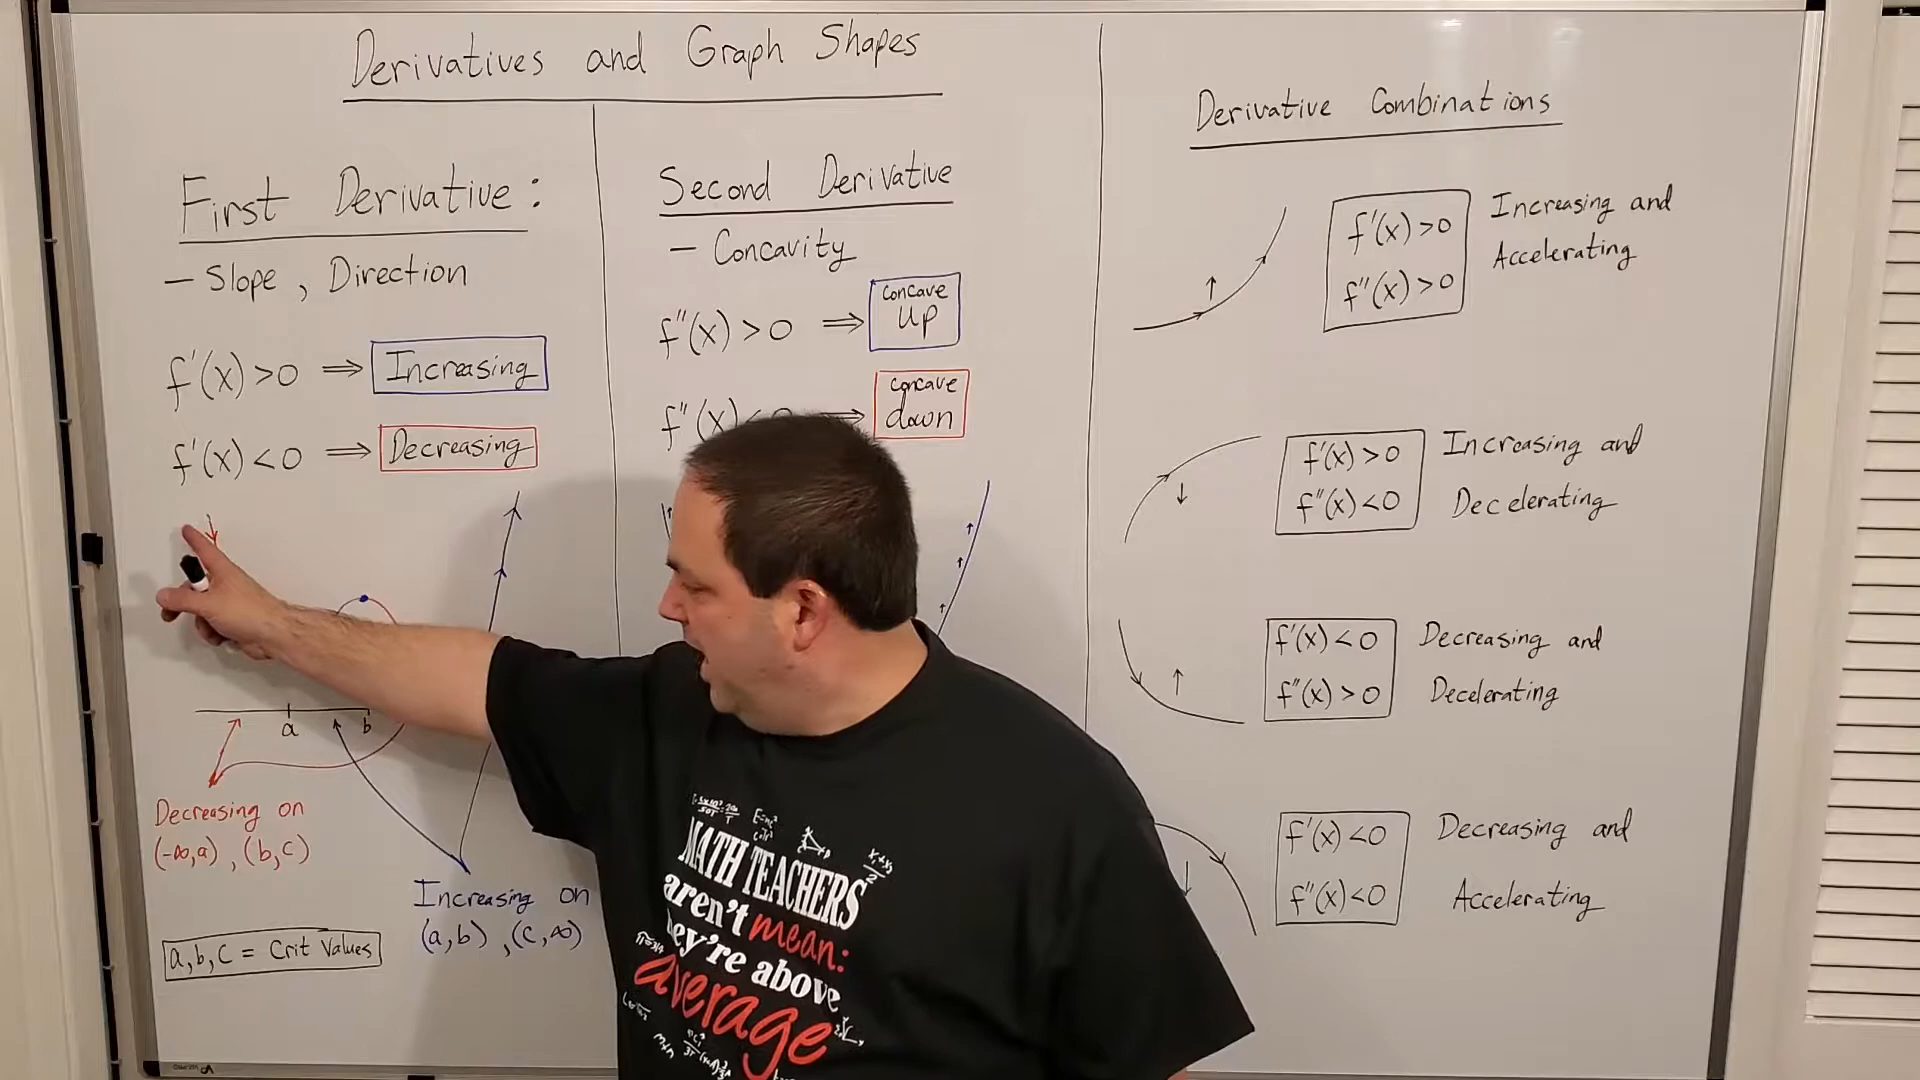 Derivatives and Graph Shapes
First Derivative:
- Slope, Direction
f'(x) > 0 ⇒ Increasing
f'(x) < 0 ⇒ Decreasing
a b
Decreasing on
(-∞,a), (b,c)
Increasing on
(a,b), (c,∞)
a,b,c = Crit Values
Second Derivative
- Concavity
f''(x) > 0 ⇒ concave up
f''(x) < 0 ⇒ concave down
Derivative Combinations
f'(x) > 0
f''(x) > 0
Increasing and
Accelerating
f'(x) > 0
f''(x) < 0
Increasing and
Decelerating
f'(x) < 0
f''(x) > 0
Decreasing and
Decelerating
f'(x) < 0
f''(x) < 0
Decreasing and
Accelerating
MATH TEACHERS
aren't mean:
they're above
average